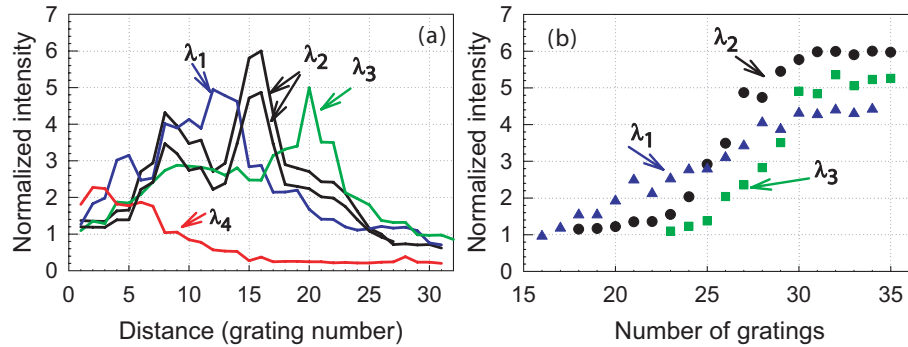 Normalized intensity
7
6
5
4
3
2
1
0
0 5 10 15 20 25 30
Distance (grating number)
(a)
λ1
λ2
λ3
λ4
Normalized intensity
7
6
5
4
3
2
1
0
15 20 25 30 35
Number of gratings
(b)
λ2
λ1
λ3